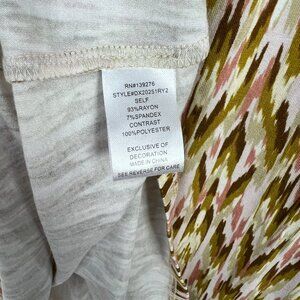 RN#139276
STYLE#DX20251RY2
SELF
93%RAYON
7%SPANDEX
CONTRAST
100%POLYESTER
EXCLUSIVE OF
DECORATION
MADE IN CHINA
SEE REVERSE FOR CARE